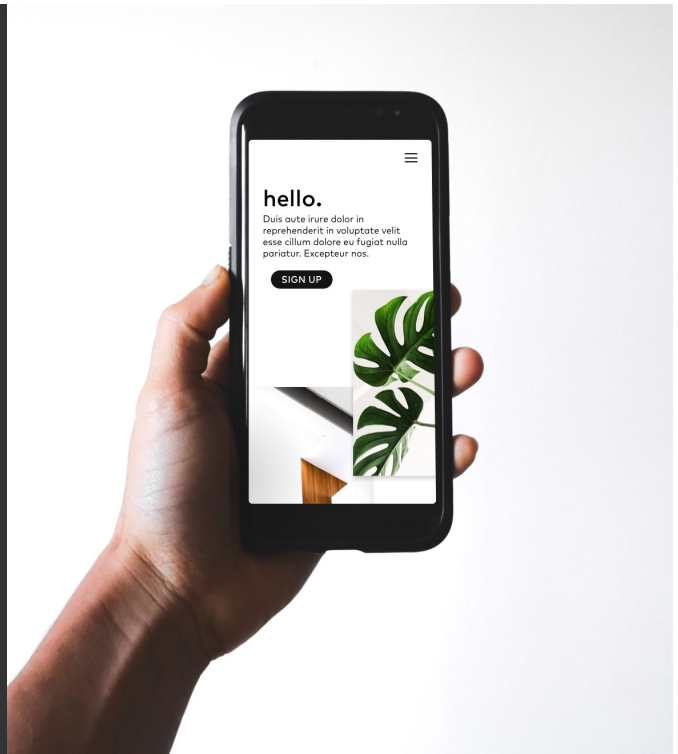 hello.
Duis aute irure dolor in
reprehenderit in voluptate velit
esse cillum dolore eu fugiat nulla
pariatur. Excepteur nos.
SIGN UP